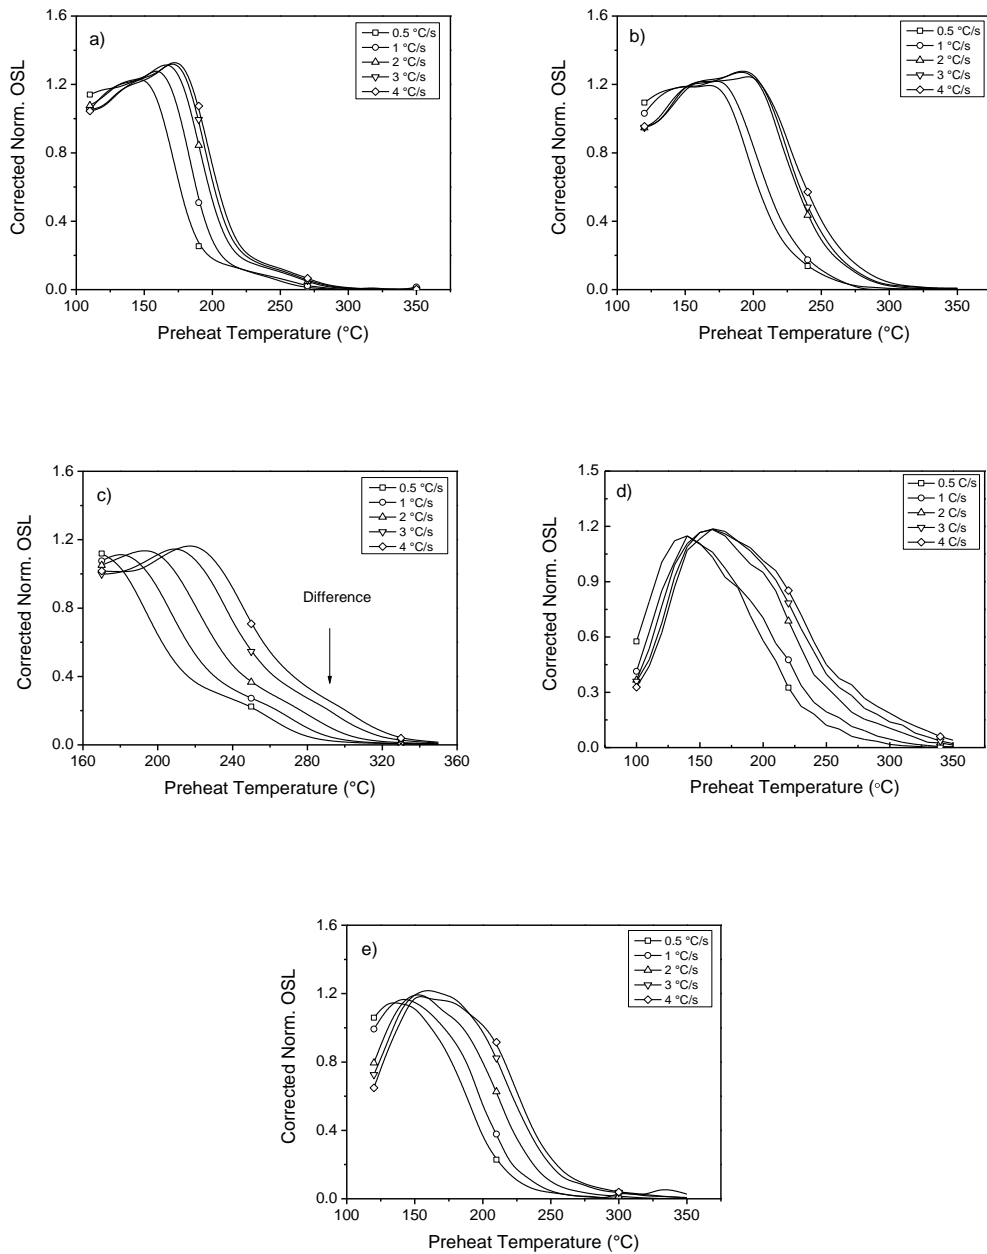 a)
0.5 °C/s
1 °C/s
2 °C/s
3 °C/s
4 °C/s
Corrected Norm. OSL
1.6
1.2
0.8
0.4
0.0
75 100 125 150 175 200 225 250 275 300 325 350 375
Preheat Temperature (°C)
b)
0.5 °C/s
1 °C/s
2 °C/s
3 °C/s
4 °C/s
Corrected Norm. OSL
1.6
1.2
0.8
0.4
0.0
100 150 200 250 300 350
Preheat Temperature (°C)
c)
0.5 °C/s
1 °C/s
2 °C/s
3 °C/s
4 °C/s
Difference
Corrected Norm. OSL
1.6
1.2
0.8
0.4
0.0
160 200 240 280 320 360
Preheat Temperature (°C)
d)
0.5 C/s
1 C/s
2 C/s
3 C/s
4 C/s
Corrected Norm. OSL
1.5
1.2
0.9
0.6
0.3
0.0
100 150 200 250 300 350
Preheat Temperature (°C)
e)
0.5 °C/s
1 °C/s
2 °C/s
3 °C/s
4 °C/s
Corrected Norm. OSL
1.6
1.2
0.8
0.4
0.0
100 150 200 250 300 350
Preheat Temperature (°C)